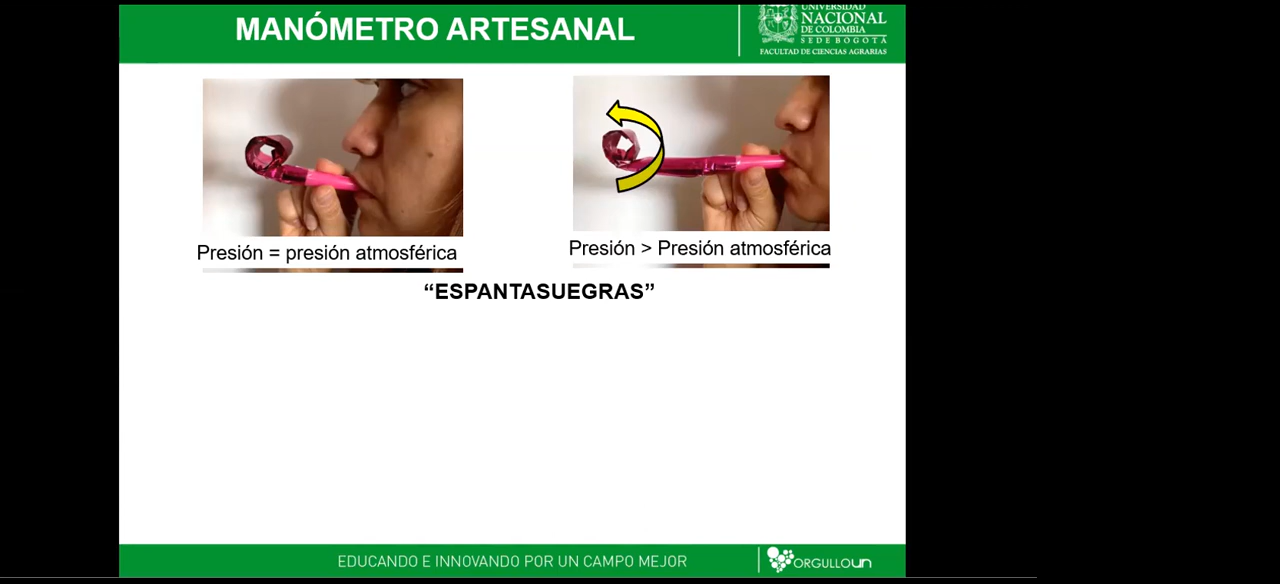 MANÓMETRO ARTESANAL
UNIVERSIDAD
NACIONAL
DE COLOMBIA
SEDE BOGOTÁ
FACULTAD DE CIENCIAS AGRARIAS
Presión = presión atmosférica
Presión > Presión atmosférica
“ESPANTASUEGRAS”
EDUCANDO E INNOVANDO POR UN CAMPO MEJOR
ORGULLOUN